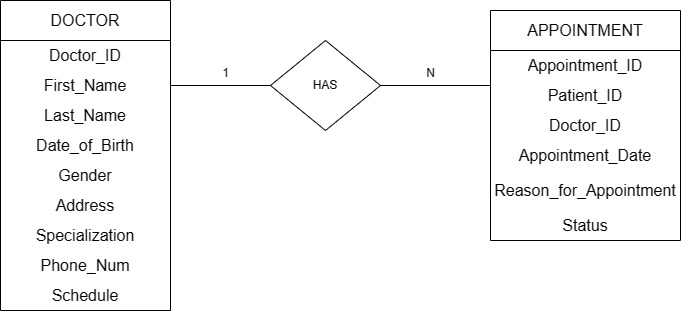 DOCTOR
Doctor_ID
First_Name
Last_Name
Date_of_Birth
Gender
Address
Specialization
Phone_Num
Schedule
1
HAS
N
APPOINTMENT
Appointment_ID
Patient_ID
Doctor_ID
Appointment_Date
Reason_for_Appointment
Status